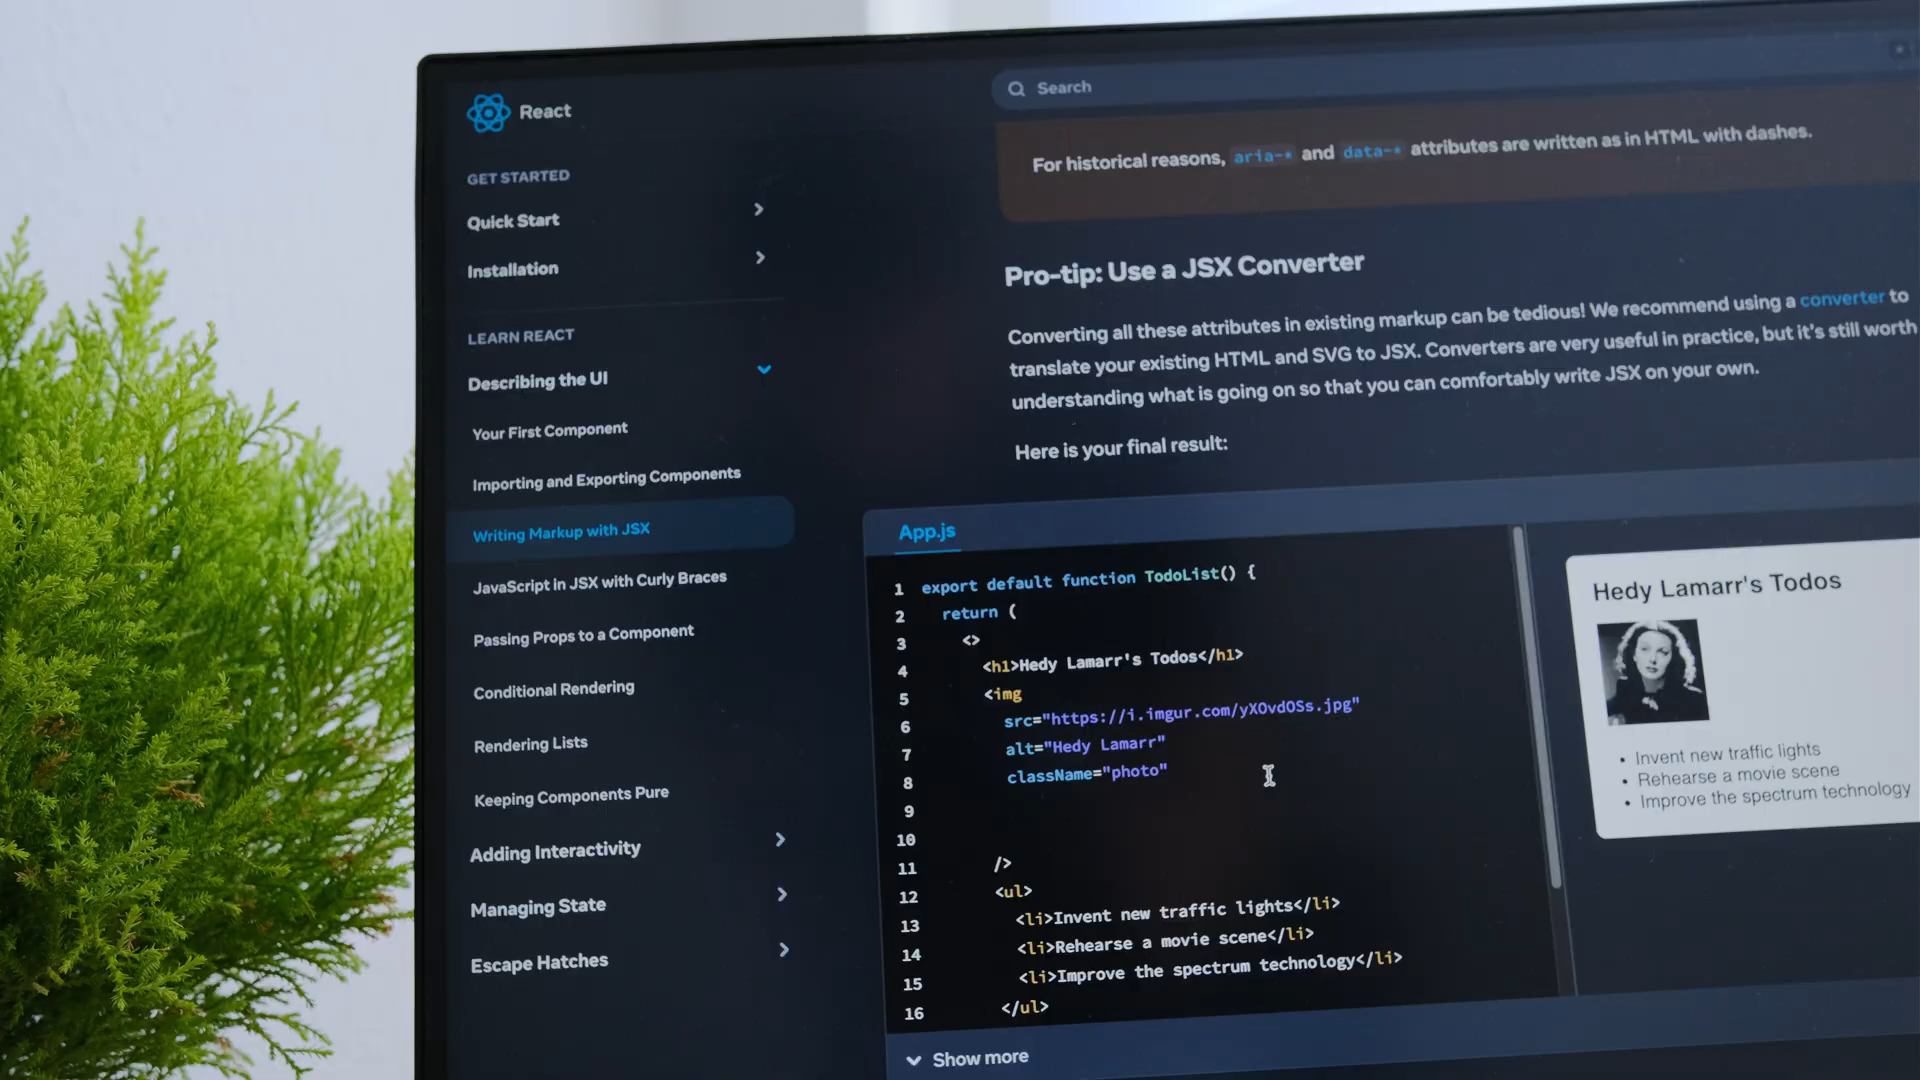 React
GET STARTED
Quick Start
Installation
LEARN REACT
Describing the UI
Your First Component
Importing and Exporting Components
Writing Markup with JSX
JavaScript in JSX with Curly Braces
Passing Props to a Component
Conditional Rendering
Rendering Lists
Keeping Components Pure
Adding Interactivity
Managing State
Escape Hatches
Search
For historical reasons, aria-* and data-* attributes are written as in HTML with dashes.
Pro-tip: Use a JSX Converter
Converting all these attributes in existing markup can be tedious! We recommend using a converter to
translate your existing HTML and SVG to JSX. Converters are very useful in practice, but it's still worth
understanding what is going on so that you can comfortably write JSX on your own.
Here is your final result:
App.js
1 export default function TodoList() {
2 return (
3 <>
4 <h1>Hedy Lamarr's Todos</h1>
5 <img
6 src="https://i.imgur.com/yXOvdOSs.jpg"
7 alt="Hedy Lamarr"
8 className="photo"
9
10
11 />
12 <ul>
13 <li>Invent new traffic lights</li>
14 <li>Rehearse a movie scene</li>
15 <li>Improve the spectrum technology</li>
16 </ul>
Show more
Hedy Lamarr's Todos
• Invent new traffic lights
• Rehearse a movie scene
• Improve the spectrum technology